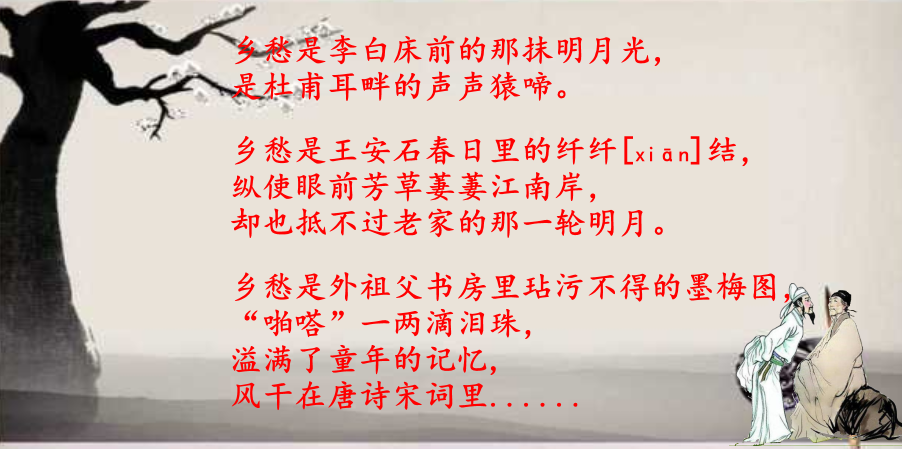 乡愁是李白床前的那抹明月光，
是杜甫耳畔的声声猿啼。
乡愁是王安石春日里的纤纤[xiān]结，
纵使眼前芳草萋萋江南岸，
却也抵不过老家的那一轮明月。
乡愁是外祖父书房里玷污不得的墨梅图，
“啪嗒”一两滴泪珠，
溢满了童年的记忆，
风干在唐诗宋词里......